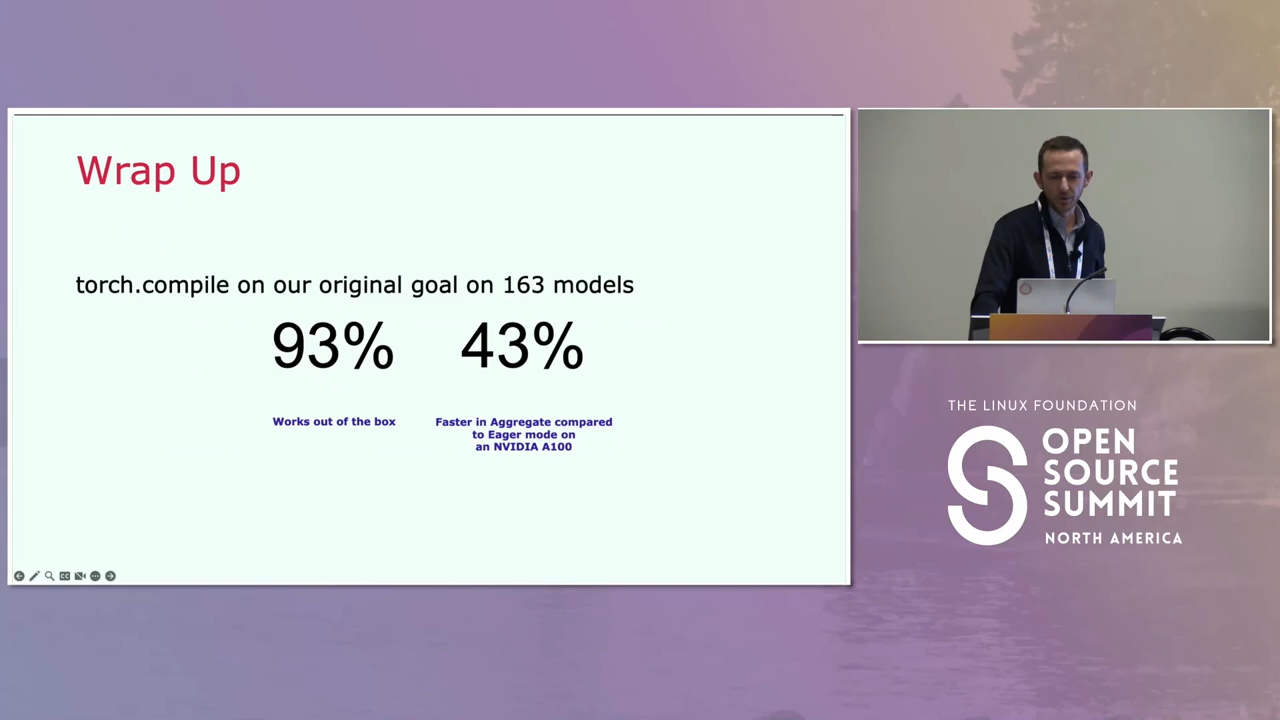 Wrap Up
torch.compile on our original goal on 163 models
93%
43%
Works out of the box
Faster in Aggregate compared
to Eager mode on
an NVIDIA A100
THE LINUX FOUNDATION
OPEN
SOURCE
SUMMIT
NORTH AMERICA